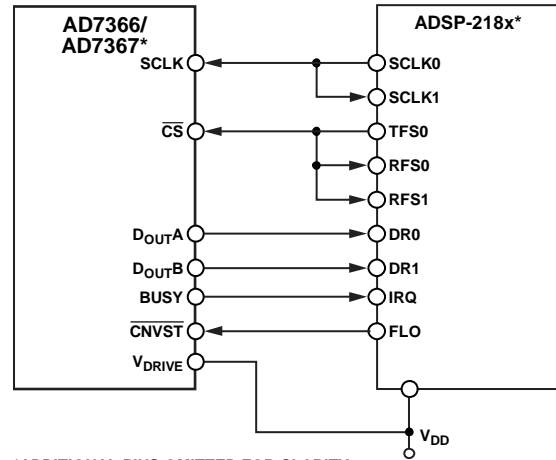 AD7366/
AD7367*
ADSP-218x*
SCLK
SCLK0
SCLK1
CS
TFS0
RFS0
RFS1
DOUTA
DR0
DOUTB
DR1
BUSY
IRQ
CNVST
FLO
VDRIVE
VDD